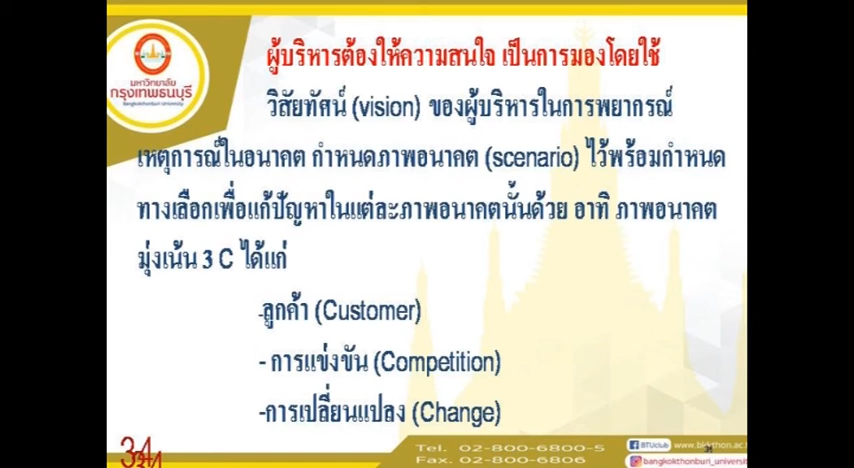 มหาวิทยาลัย
กรุงเทพธนบุรี
Bangkokthonburi University
ผู้บริหารต้องให้ความสนใจ เป็นการมองโดยใช้
วิสัยทัศน์ (vision) ของผู้บริหารในการพยากรณ์
เหตุการณ์ในอนาคต กำหนดภาพอนาคต (scenario) ไว้พร้อมกำหนด
ทางเลือกเพื่อแก้ปัญหาในแต่ละภาพอนาคตนั้นด้วย อาทิ ภาพอนาคต
มุ่งเน้น 3 C ได้แก่
-ลูกค้า (Customer)
- การแข่งขัน (Competition)
-การเปลี่ยนแปลง (Change)
34
Tel. 02-800-6800-5
Fax. 02-800-6806
BTUclub
bangkokthonburi_universi